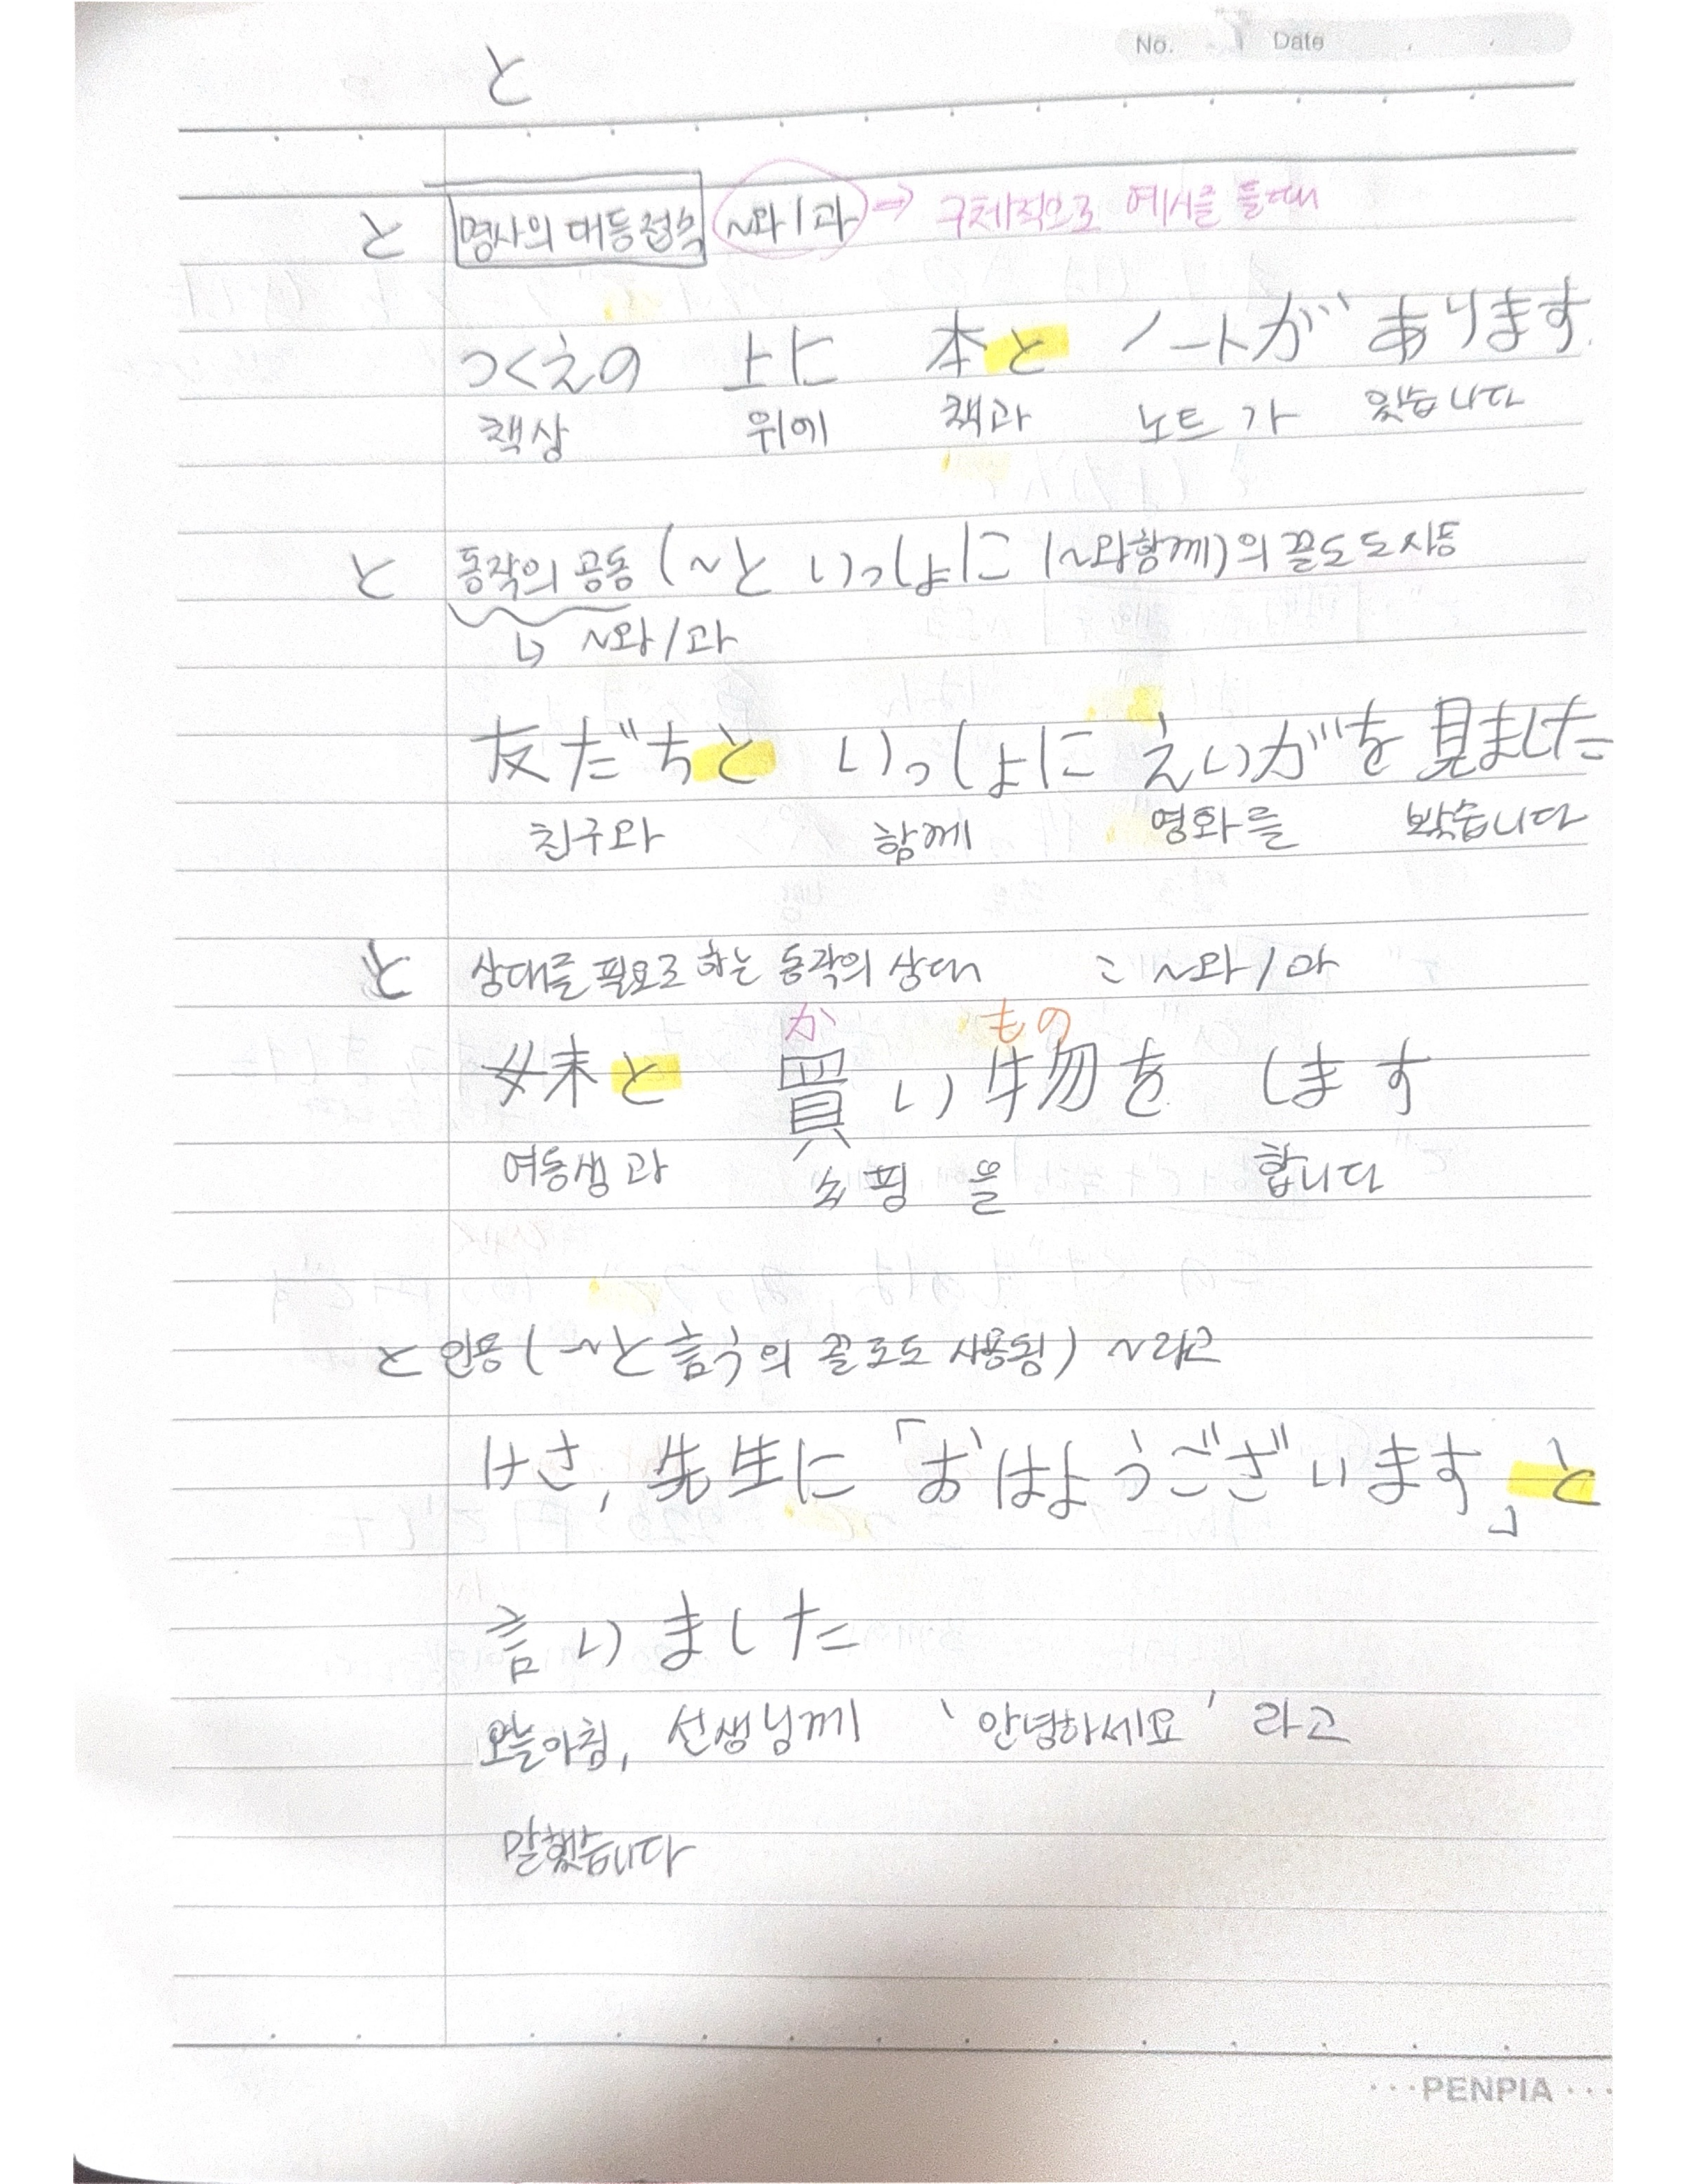 No. Date
と
と 명사의 대등접속 ~와/과 → 구체적으로 예시를 들때
つくえの 上に 本と ノートが あります.
책상 위에 책과 노트가 있습니다
と 동작의 공동 (~と いっしょに (~와함께)의 끌도도사동
↳ ~와/과
友だちと いっしょに えいがを 見ました
친구와 함께 영화를 봤습니다
と 상대를 필요로 하는 동작의 상대 : ~와/과
か もの
妹と 買い物を します
여동생과 쇼핑을 합니다
と 인용 (~と言う의 꼴로도 사용됨) ~라고
けさ, 先生に「おはようございます」と
言いました
오늘아침, 선생님께 '안녕하세요' 라고
말했습니다
···PENPIA···